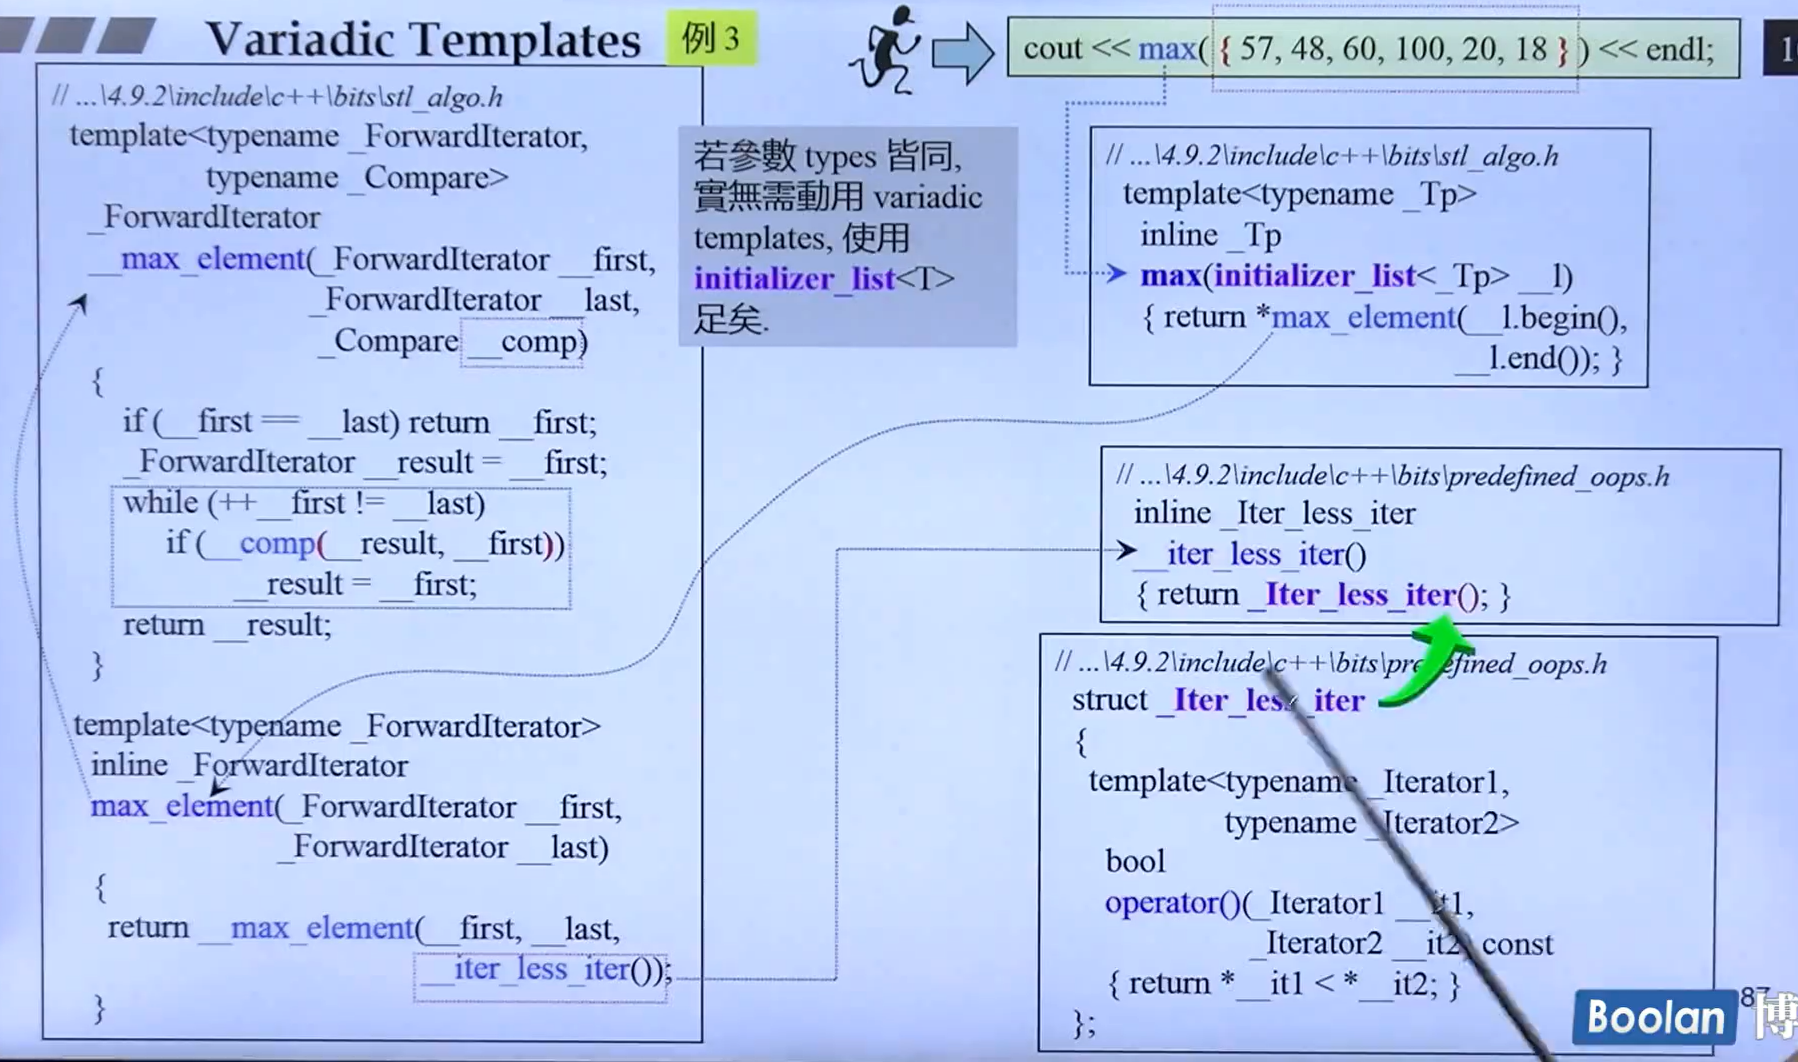 Variadic Templates
例 3
cout << max( { 57, 48, 60, 100, 20, 18 } ) << endl;
// ...\4.9.2\include\c++\bits\stl_algo.h
template<typename _ForwardIterator,
typename _Compare>
_ForwardIterator
__max_element(_ForwardIterator __first,
_ForwardIterator __last,
_Compare __comp)
{
if (__first == __last) return __first;
_ForwardIterator __result = __first;
while (++__first != __last)
if (__comp(__result, __first))
__result = __first;
return __result;
}
template<typename _ForwardIterator>
inline _ForwardIterator
max_element(_ForwardIterator __first,
_ForwardIterator __last)
{
return __max_element(__first, __last,
__iter_less_iter());
}
若參數 types 皆同,
實無需動用 variadic
templates, 使用
initializer_list<T>
足矣.
// ...\4.9.2\include\c++\bits\stl_algo.h
template<typename _Tp>
inline _Tp
max(initializer_list<_Tp> __l)
{ return *max_element(__l.begin(),
__l.end()); }
// ...\4.9.2\include\c++\bits\predefined_oops.h
inline _Iter_less_iter
__iter_less_iter()
{ return _Iter_less_iter(); }
// ...\4.9.2\include\c++\bits\predefined_oops.h
struct _Iter_less_iter
{
template<typename _Iterator1,
typename _Iterator2>
bool
operator()(_Iterator1 __it1,
_Iterator2 __it2) const
{ return *__it1 < *__it2; }
};
87
Boolan 博